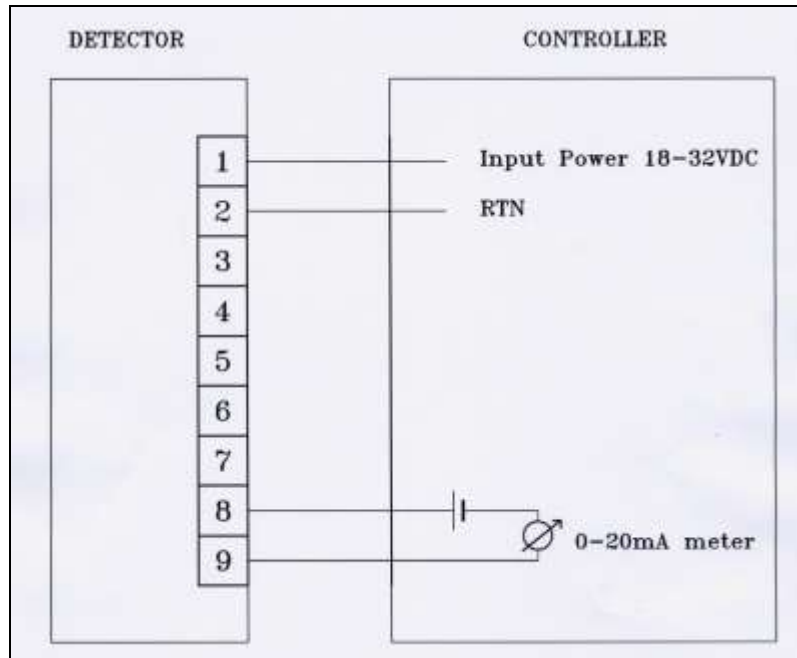 DETECTOR CONTROLLER
1 Input Power 18-32VDC
2 RTN
3
4
5
6
7
8
9 0-20mA meter